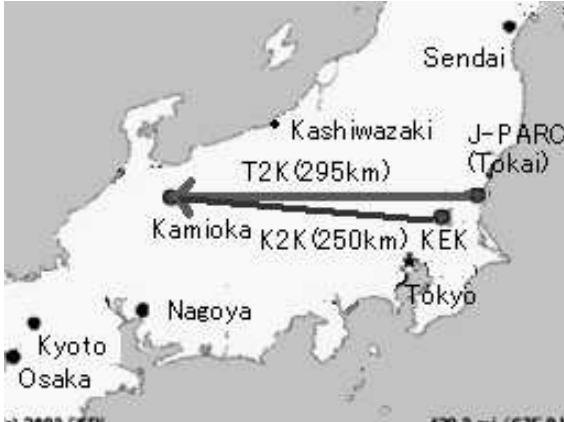 Sendai
Kashiwazaki
J-PARC
(Tokai)
T2K(295km)
Kamioka
K2K(250km) KEK
Tokyo
Nagoya
Kyoto
Osaka